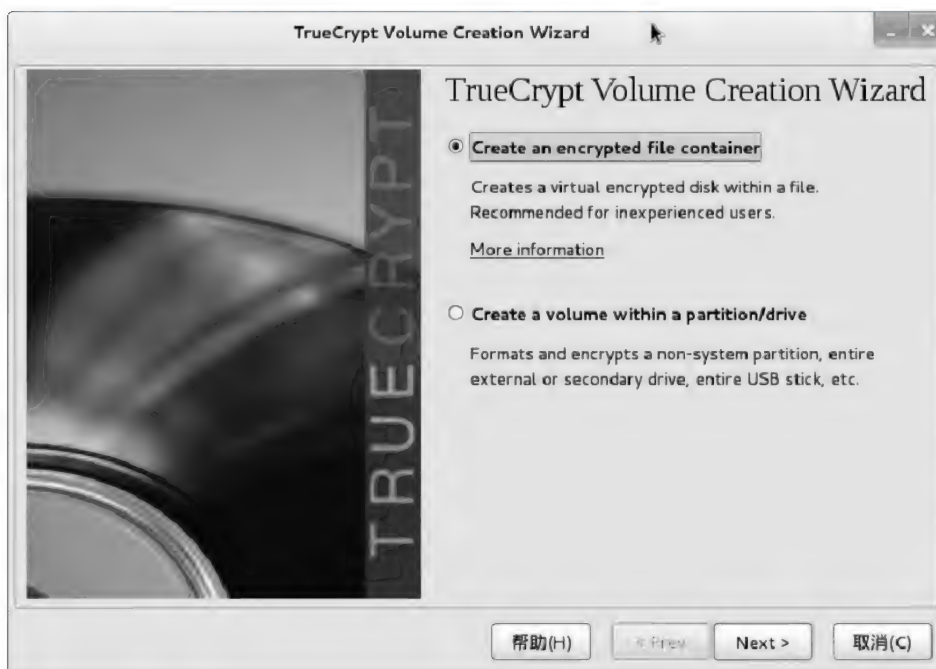 TrueCrypt Volume Creation Wizard
TRUECRYPT
TrueCrypt Volume Creation Wizard
Create an encrypted file container
Creates a virtual encrypted disk within a file.
Recommended for inexperienced users.
More information
Create a volume within a partition/drive
Formats and encrypts a non-system partition, entire
external or secondary drive, entire USB stick, etc.
帮助(H)
< Prev
Next >
取消(C)